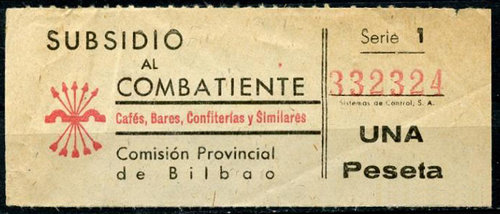 SUBSIDIO
AL
COMBATIENTE
Cafés, Bares, Confiterías y Similares
Comisión Provincial
de Bilbao
Serie 1
332324
Sistemas de Control, S. A.
UNA
Peseta